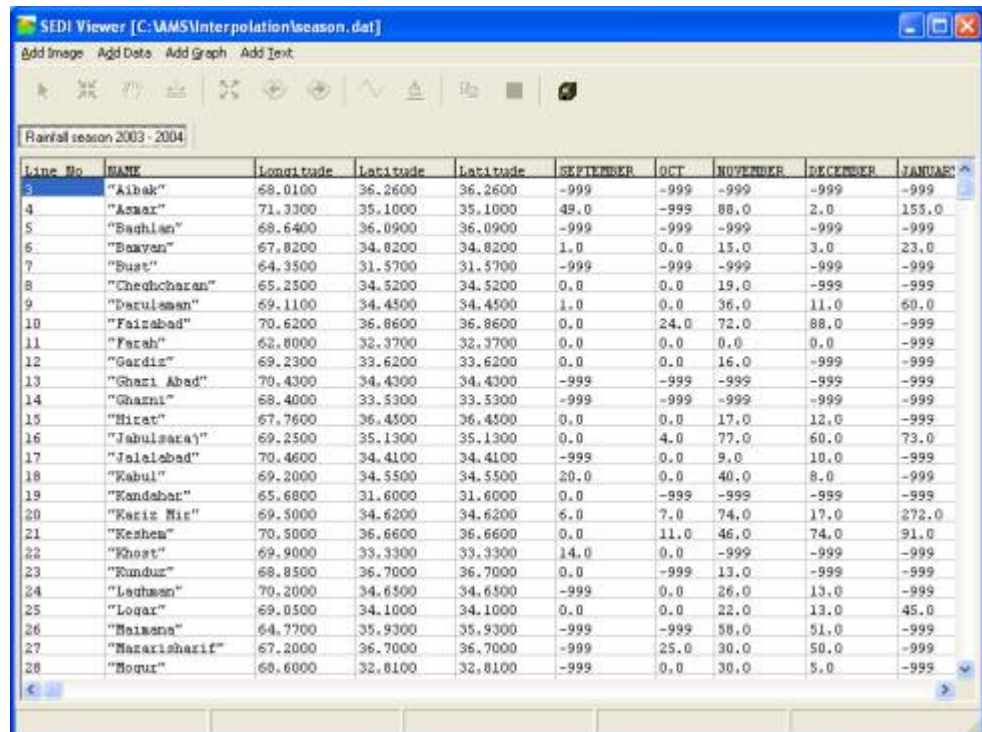 SEDI Viewer [C:\AMS\Interpolation\season.dat]
Add Image Add Data Add Graph Add Text
Rainfall season 2003 - 2004
Line No NAME Longitude Latitude Latitude SEPTEMBER OCT NOVEMBER DECEMBER JANUARY
3 "Aibak" 68.0100 36.2600 36.2600 -999 -999 -999 -999 -999
4 "Asmar" 71.3300 35.1000 35.1000 49.0 -999 88.0 2.0 155.0
5 "Baghlan" 68.6400 36.0900 36.0900 -999 -999 -999 -999 -999
6 "Bamyan" 67.8200 34.8200 34.8200 1.0 0.0 15.0 3.0 23.0
7 "Bust" 64.3500 31.5700 31.5700 -999 -999 -999 -999 -999
8 "Cheghcharan" 65.2500 34.5200 34.5200 0.0 0.0 19.0 -999 -999
9 "Darulaman" 69.1100 34.4500 34.4500 1.0 0.0 36.0 11.0 60.0
10 "Faizabad" 70.6200 36.8600 36.8600 0.0 24.0 72.0 88.0 -999
11 "Farah" 62.8000 32.3700 32.3700 0.0 0.0 0.0 0.0 -999
12 "Gardiz" 69.2300 33.6200 33.6200 0.0 0.0 16.0 -999 -999
13 "Ghazi Abad" 70.4300 34.4300 34.4300 -999 -999 -999 -999 -999
14 "Ghazni" 68.4000 33.5300 33.5300 -999 -999 -999 -999 -999
15 "Hirat" 67.7600 36.4500 36.4500 0.0 0.0 17.0 12.0 -999
16 "Jabulsaraj" 69.2500 35.1300 35.1300 0.0 4.0 77.0 60.0 73.0
17 "Jalalabad" 70.4600 34.4100 34.4100 -999 0.0 9.0 10.0 -999
18 "Kabul" 69.2000 34.5500 34.5500 20.0 0.0 40.0 8.0 -999
19 "Kandahar" 65.6800 31.6000 31.6000 0.0 -999 -999 -999 -999
20 "Kariz Mir" 69.5000 34.6200 34.6200 6.0 7.0 74.0 17.0 272.0
21 "Keshem" 70.5000 36.6600 36.6600 0.0 11.0 46.0 74.0 91.0
22 "Khost" 69.9000 33.3300 33.3300 14.0 0.0 -999 -999 -999
23 "Kunduz" 68.8500 36.7000 36.7000 0.0 -999 13.0 -999 -999
24 "Laghman" 70.2000 34.6500 34.6500 -999 0.0 26.0 13.0 -999
25 "Logar" 69.0500 34.1000 34.1000 0.0 0.0 22.0 13.0 45.0
26 "Maimana" 64.7700 35.9300 35.9300 -999 -999 58.0 51.0 -999
27 "Mazarisharif" 67.2000 36.7000 36.7000 -999 25.0 30.0 50.0 -999
28 "Moqur" 68.6000 32.8100 32.8100 -999 0.0 30.0 5.0 -999